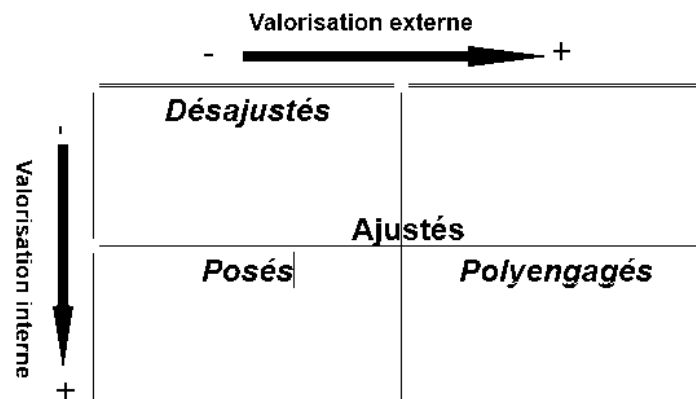 Valorisation externe
- +
Désajustés
-
Valorisation interne
Ajustés
Posés Polyengagés
+